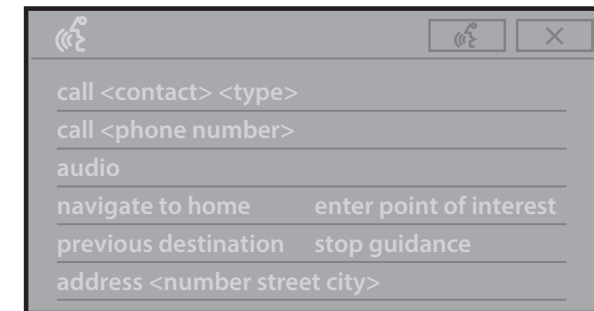 call <contact> <type>
call <phone number>
audio
navigate to home enter point of interest
previous destination stop guidance
address <number street city>